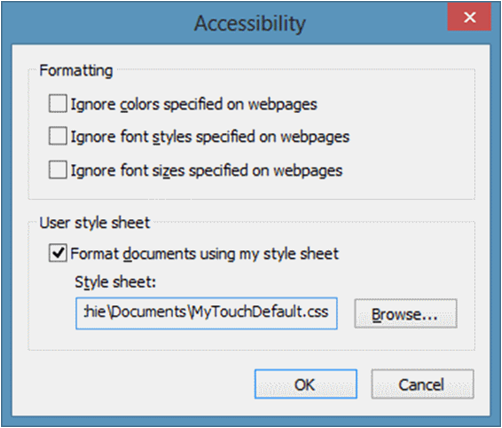 Accessibility
Formatting
Ignore colors specified on webpages
Ignore font styles specified on webpages
Ignore font sizes specified on webpages
User style sheet
Format documents using my style sheet
Style sheet:
hie\Documents\MyTouchDefault.css
Browse...
OK
Cancel